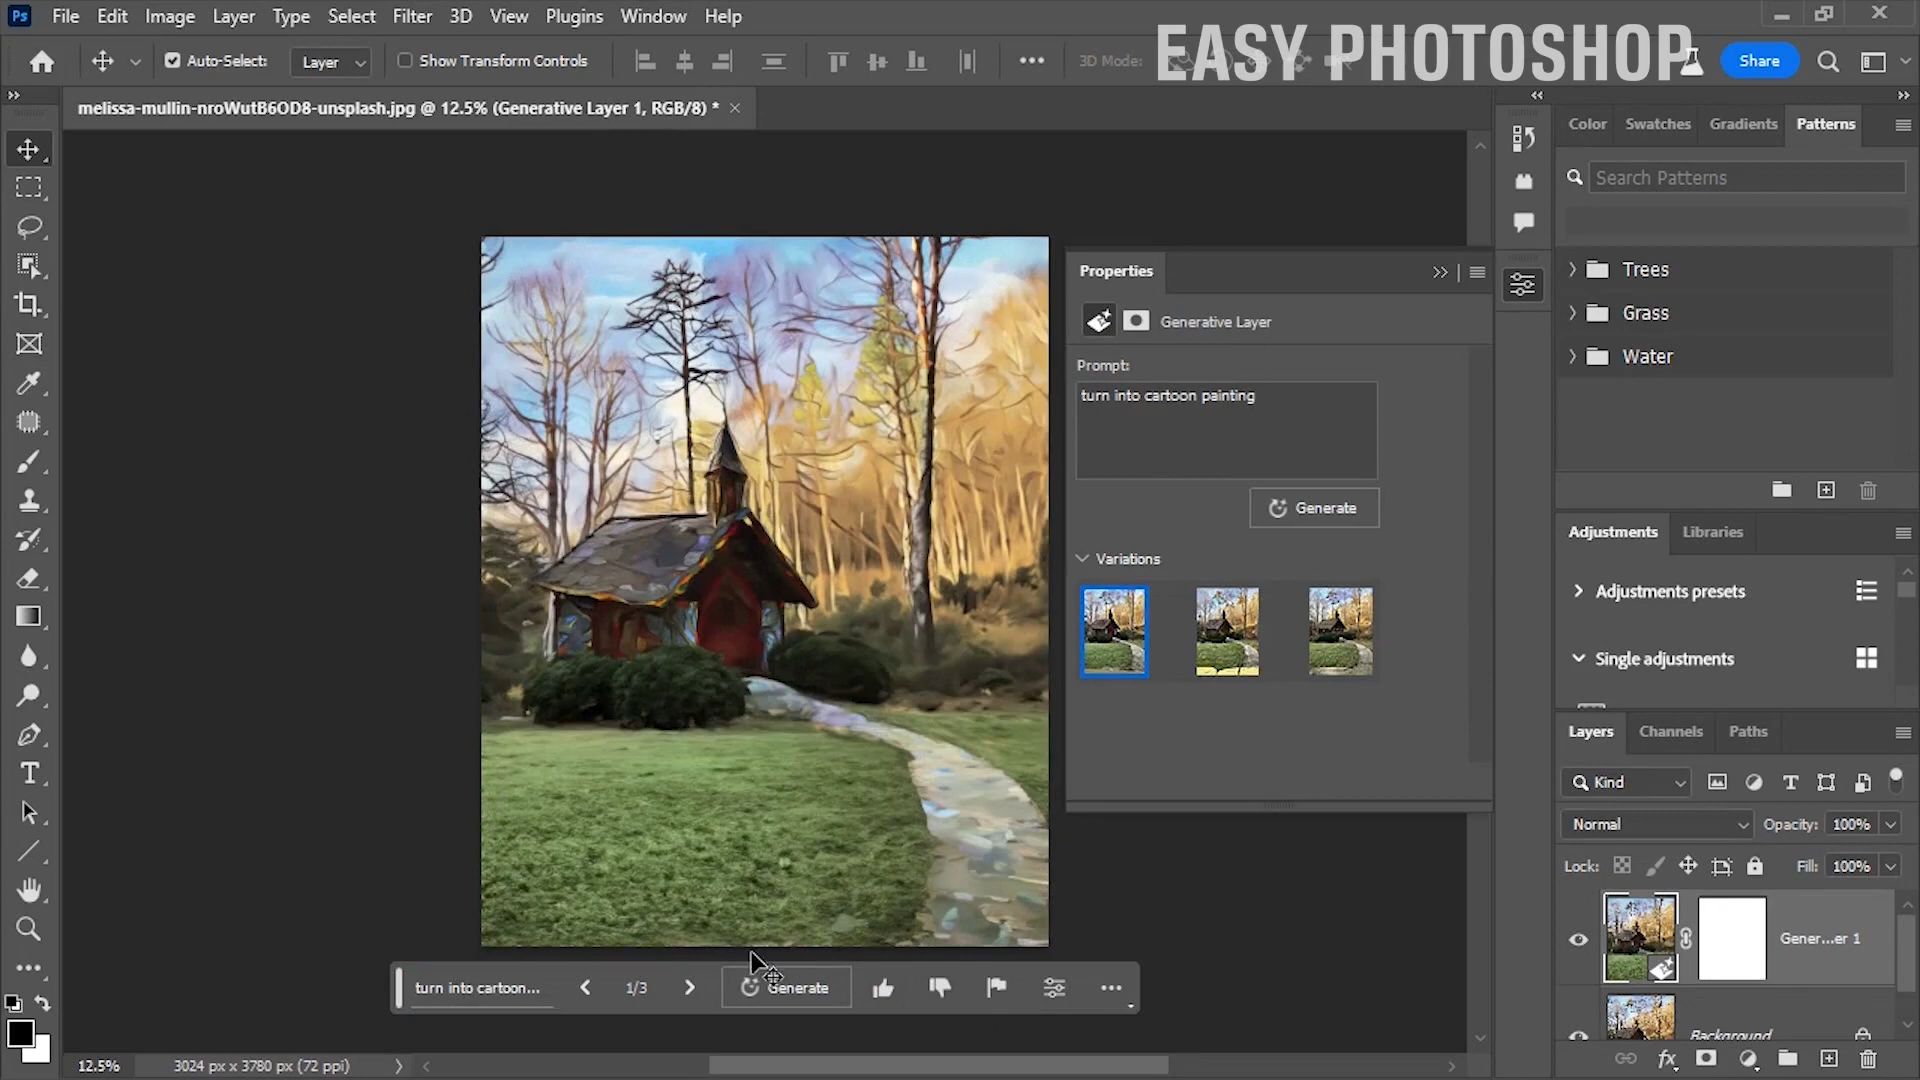 Ps File Edit Image Layer Type Select Filter 3D View Plugins Window Help
EASY PHOTOSHOP
Auto-Select: Layer Show Transform Controls 3D Mode: Share
melissa-mullin-nroWutB6OD8-unsplash.jpg @ 12.5% (Generative Layer 1, RGB/8) *
Color Swatches Gradients Patterns
Search Patterns
Trees
Grass
Water
Properties
Generative Layer
Prompt:
turn into cartoon painting
Generate
Variations
Adjustments Libraries
Adjustments presets
Single adjustments
Layers Channels Paths
Kind
Normal Opacity: 100%
Lock: Fill: 100%
Gener...er 1
Background
turn into cartoon... 1/3 Generate
12.5% 3024 px x 3780 px (72 ppi)